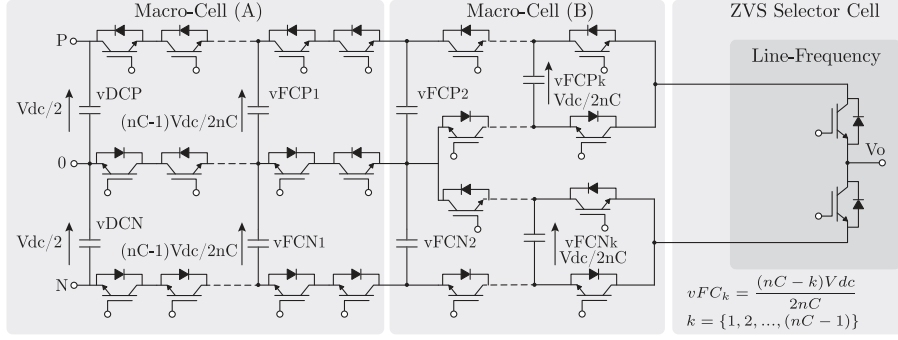 Macro-Cell (A)
Macro-Cell (B)
ZVS Selector Cell
Line-Frequency
P
vDCP
Vdc/2
vFCP1
(nC-1)Vdc/2nC
vFCP2
vFCPk
Vdc/2nC
Vo
0
vDCN
Vdc/2
vFCN1
(nC-1)Vdc/2nC
vFCN2
vFCNk
Vdc/2nC
N
vFC_k = (nC − k)Vdc / 2nC
k = {1, 2, ..., (nC − 1)}